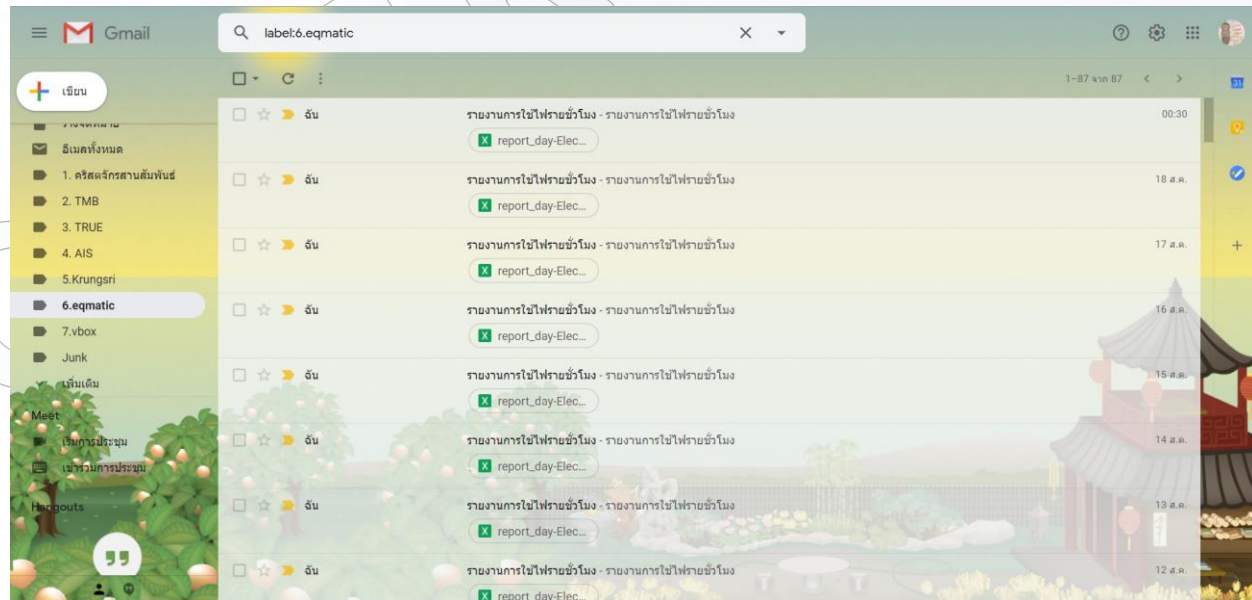 Gmail
label:6.eqmatic
เขียน
1–87 จาก 87
อีเมลทั้งหมด
1. คริสตจักรสานสัมพันธ์
2. TMB
3. TRUE
4. AIS
5.Krungsri
6.eqmatic
7.vbox
Junk
เพิ่มเติม
Meet
เริ่มการประชุม
เข้าร่วมการประชุม
Hangouts
ฉัน รายงานการใช้ไฟรายชั่วโมง - รายงานการใช้ไฟรายชั่วโมง 00:30
report_day-Elec...
ฉัน รายงานการใช้ไฟรายชั่วโมง - รายงานการใช้ไฟรายชั่วโมง 18 ส.ค.
report_day-Elec...
ฉัน รายงานการใช้ไฟรายชั่วโมง - รายงานการใช้ไฟรายชั่วโมง 17 ส.ค.
report_day-Elec...
ฉัน รายงานการใช้ไฟรายชั่วโมง - รายงานการใช้ไฟรายชั่วโมง 16 ส.ค.
report_day-Elec...
ฉัน รายงานการใช้ไฟรายชั่วโมง - รายงานการใช้ไฟรายชั่วโมง 15 ส.ค.
report_day-Elec...
ฉัน รายงานการใช้ไฟรายชั่วโมง - รายงานการใช้ไฟรายชั่วโมง 14 ส.ค.
report_day-Elec...
ฉัน รายงานการใช้ไฟรายชั่วโมง - รายงานการใช้ไฟรายชั่วโมง 13 ส.ค.
report_day-Elec...
ฉัน รายงานการใช้ไฟรายชั่วโมง - รายงานการใช้ไฟรายชั่วโมง 12 ส.ค.
report_day-Elec...
31